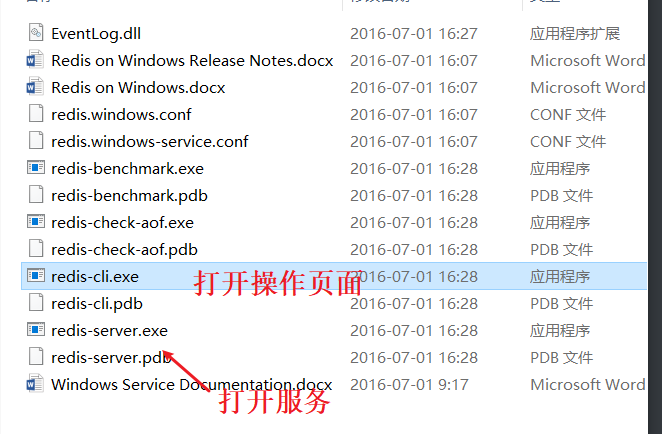 EventLog.dll 2016-07-01 16:27 应用程序扩展
Redis on Windows Release Notes.docx 2016-07-01 16:07 Microsoft Word
Redis on Windows.docx 2016-07-01 16:07 Microsoft Word
redis.windows.conf 2016-07-01 16:07 CONF 文件
redis.windows-service.conf 2016-07-01 16:07 CONF 文件
redis-benchmark.exe 2016-07-01 16:28 应用程序
redis-benchmark.pdb 2016-07-01 16:28 PDB 文件
redis-check-aof.exe 2016-07-01 16:28 应用程序
redis-check-aof.pdb 2016-07-01 16:28 PDB 文件
redis-cli.exe 打开操作页面 2016-07-01 16:28 应用程序
redis-cli.pdb 2016-07-01 16:28 PDB 文件
redis-server.exe 2016-07-01 16:28 应用程序
redis-server.pdb 2016-07-01 16:28 PDB 文件
Windows Service Documentation.docx 2016-07-01 9:17 Microsoft Word
打开服务